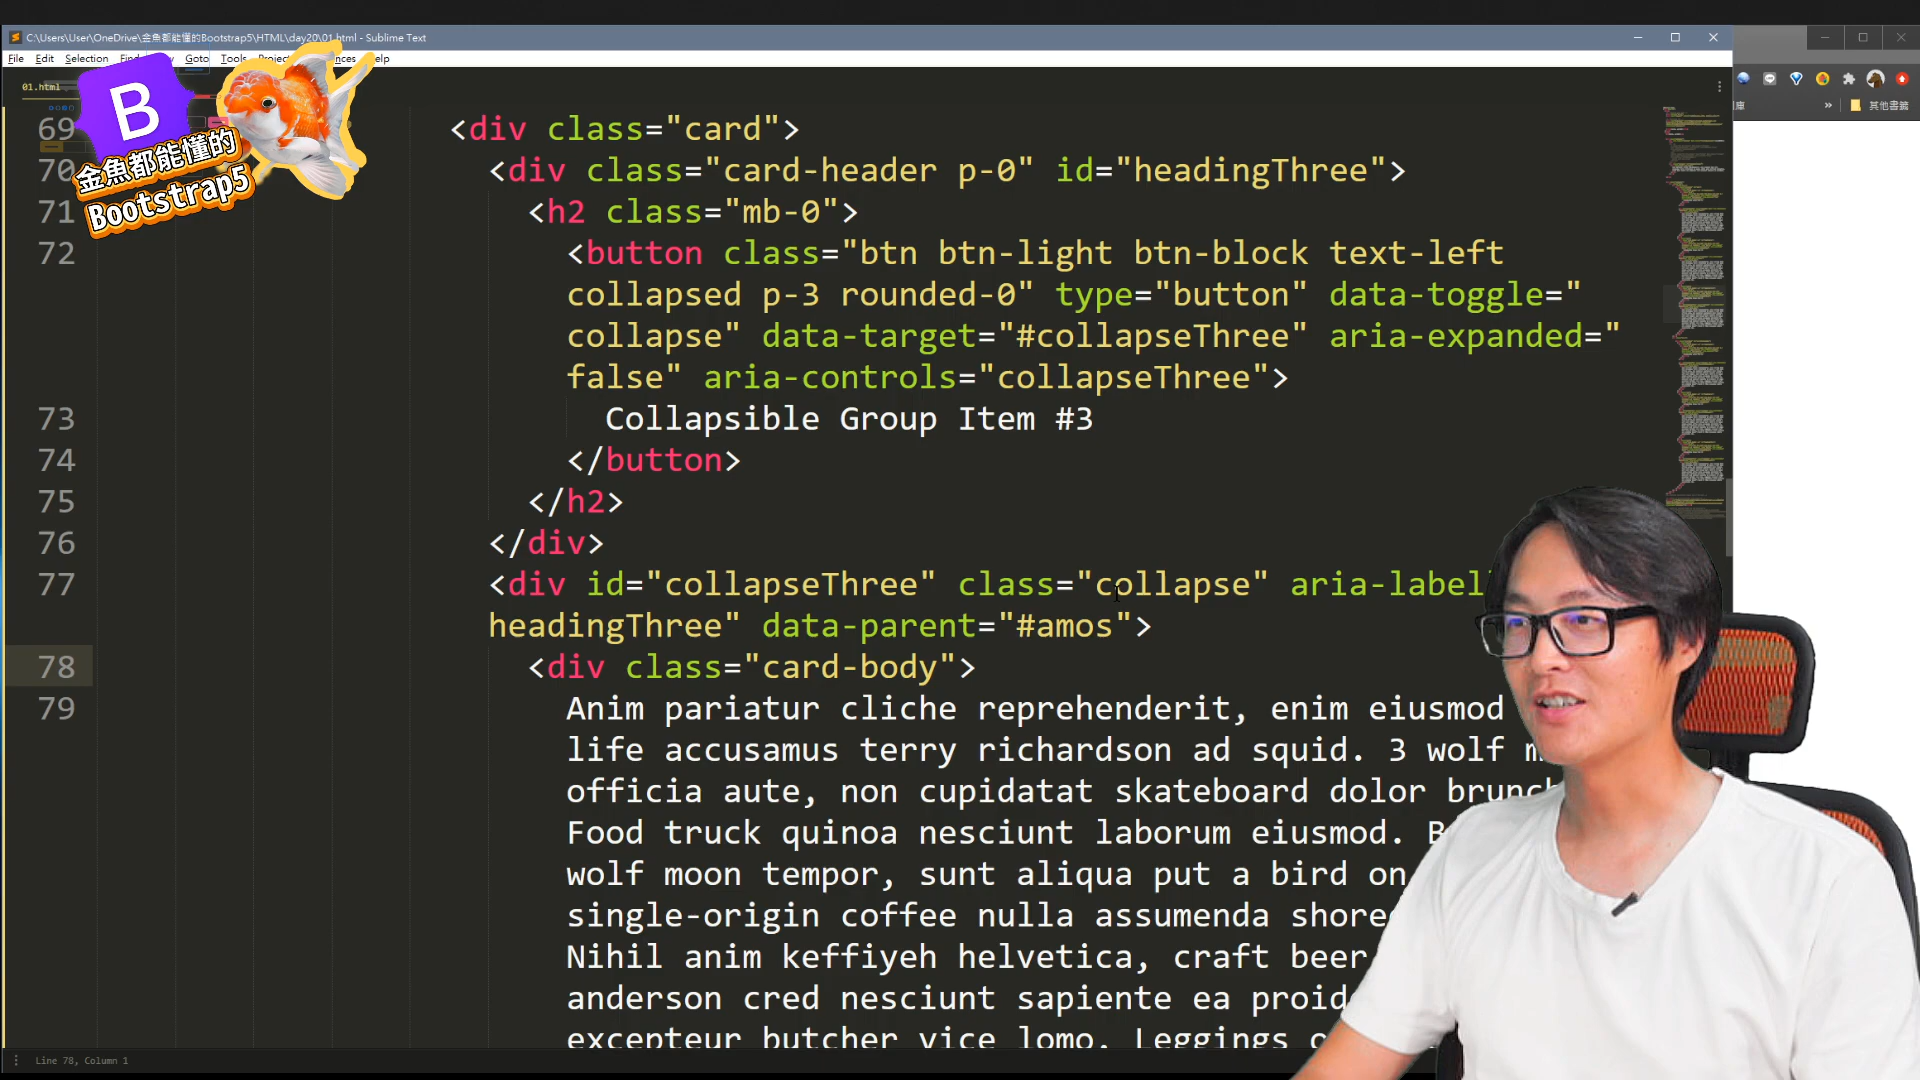 C:\Users\User\OneDrive\金魚都能懂的Bootstrap5\HTML\day20\01.html - Sublime Text
File Edit Selection Goto Tools
01.html
B
金魚都能懂的
Bootstrap5
其他書籤
69 <div class="card">
70 <div class="card-header p-0" id="headingThree">
71 <h2 class="mb-0">
72 <button class="btn btn-light btn-block text-left
collapsed p-3 rounded-0" type="button" data-toggle="
collapse" data-target="#collapseThree" aria-expanded="
false" aria-controls="collapseThree">
73 Collapsible Group Item #3
74 </button>
75 </h2>
76 </div>
77 <div id="collapseThree" class="collapse"
headingThree" data-parent="#amos">
78 <div class="card-body">
79 Anim pariatur cliche reprehenderit, enim eiusmod
life accusamus terry richardson ad squid. 3 wolf
officia aute, non cupidatat skateboard dolor
Food truck quinoa nesciunt laborum eiusmod.
wolf moon tempor, sunt aliqua put a bird on
single-origin coffee nulla assumenda
Nihil anim keffiyeh helvetica, craft beer
anderson cred nesciunt sapiente ea
excepteur butcher vice lomo. Leggings
Line 78, Column 1